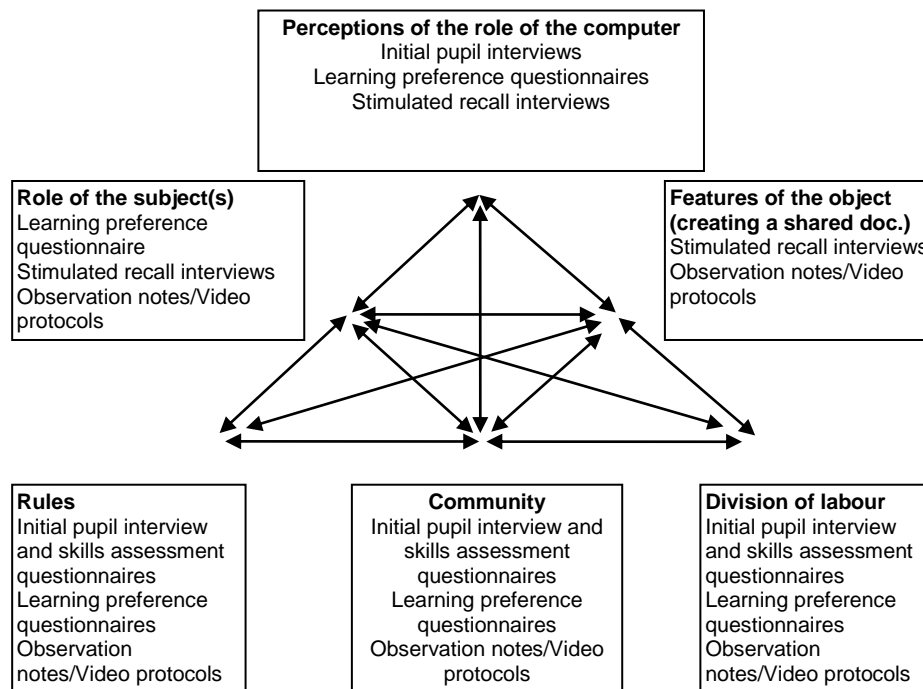 Perceptions of the role of the computer
Initial pupil interviews
Learning preference questionnaires
Stimulated recall interviews
Role of the subject(s)
Learning preference
questionnaire
Stimulated recall interviews
Observation notes/Video
protocols
Features of the object
(creating a shared doc.)
Stimulated recall interviews
Observation notes/Video
protocols
Rules
Initial pupil interview
and skills assessment
questionnaires
Learning preference
questionnaires
Observation
notes/Video protocols
Community
Initial pupil interview and
skills assessment
questionnaires
Learning preference
questionnaires
Observation notes/Video
protocols
Division of labour
Initial pupil interview
and skills assessment
questionnaires
Learning preference
questionnaires
Observation
notes/Video protocols